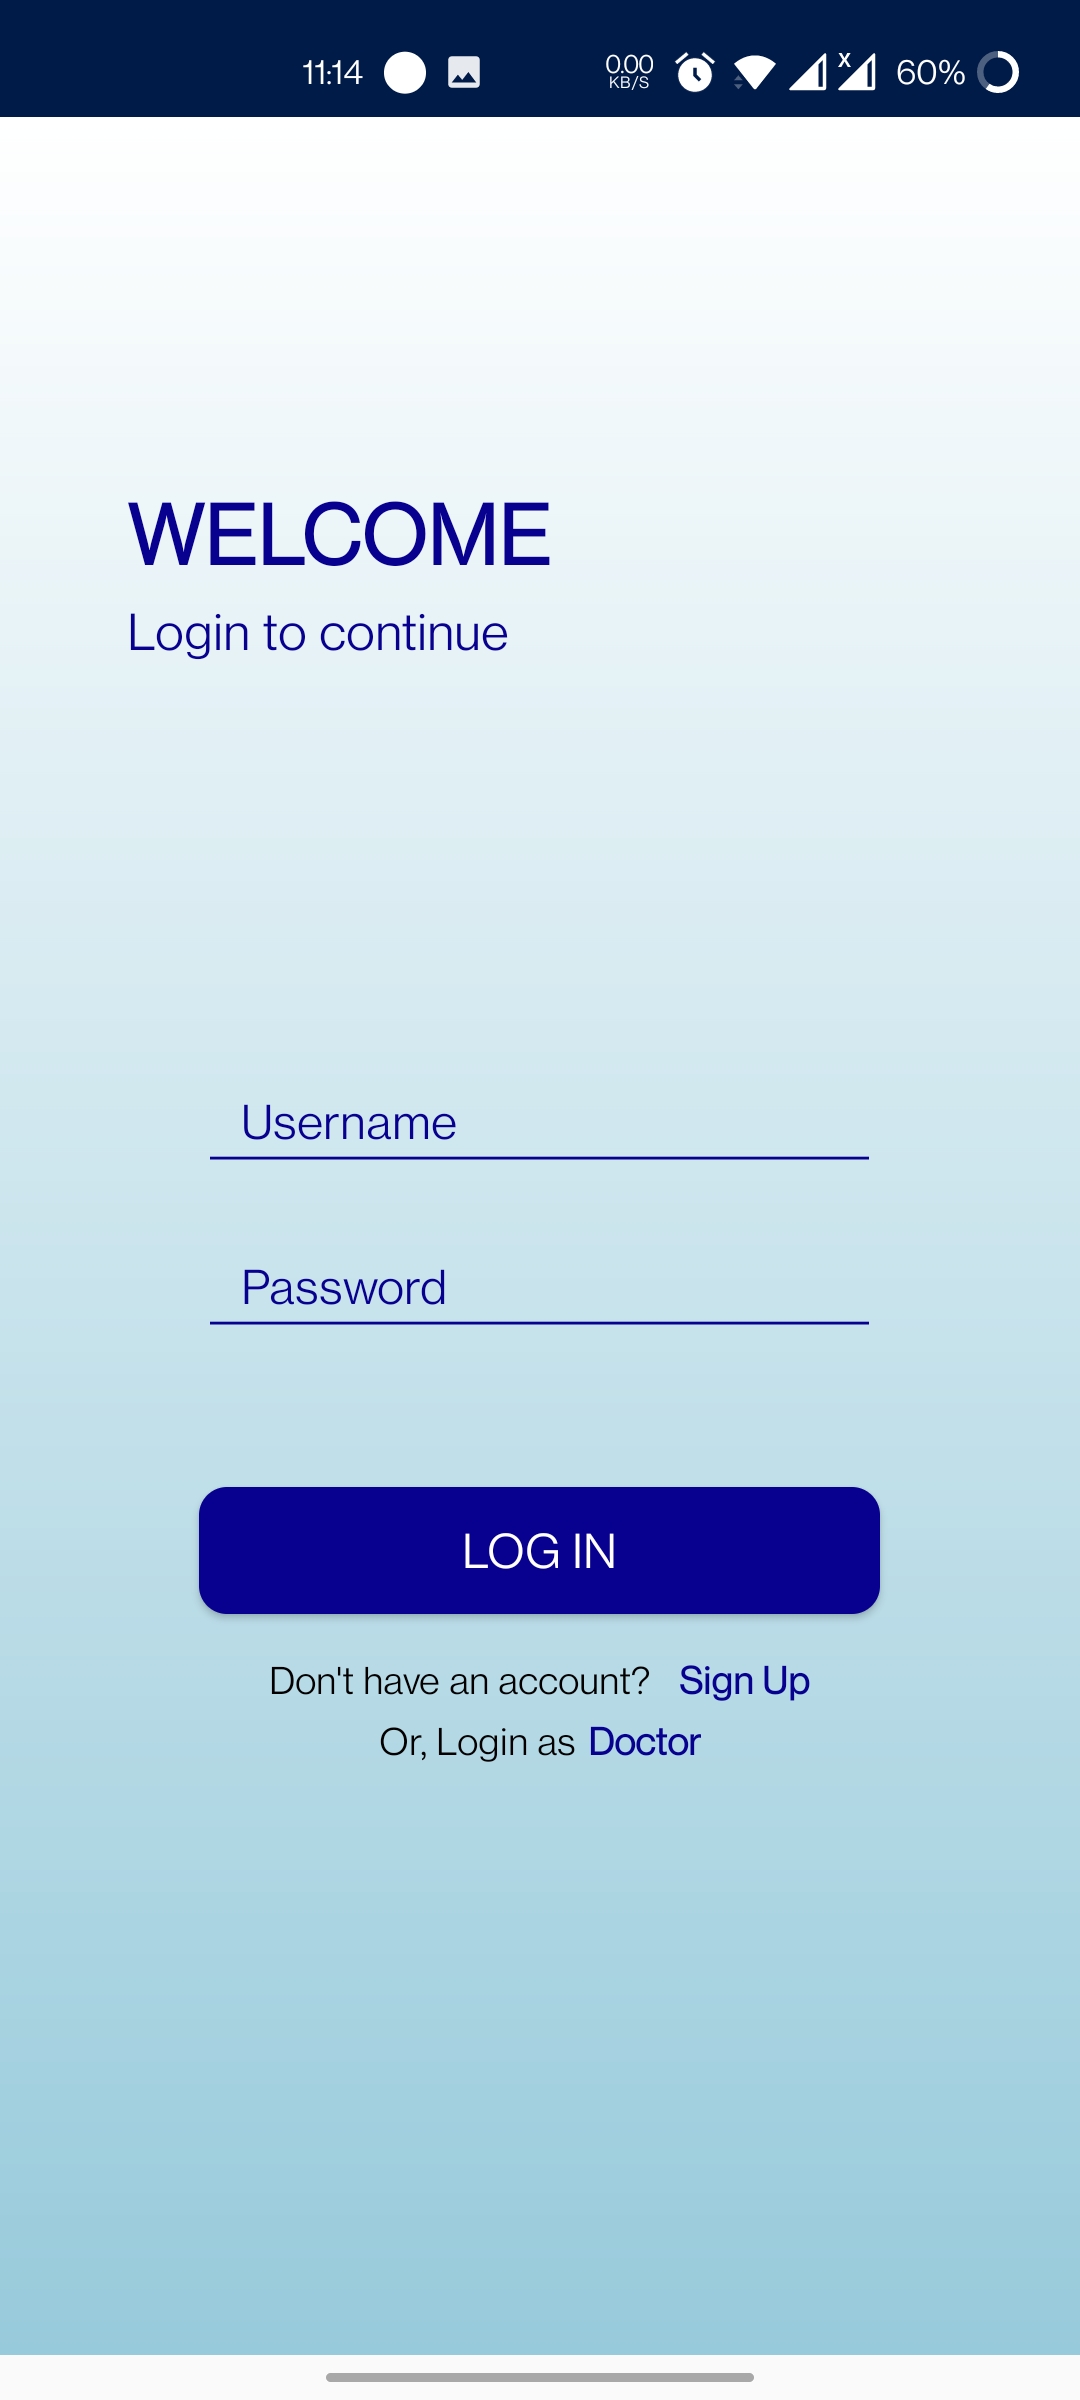 11:14 0.00 KB/S 60%
WELCOME
Login to continue
Username
Password
LOG IN
Don't have an account? Sign Up
Or, Login as Doctor